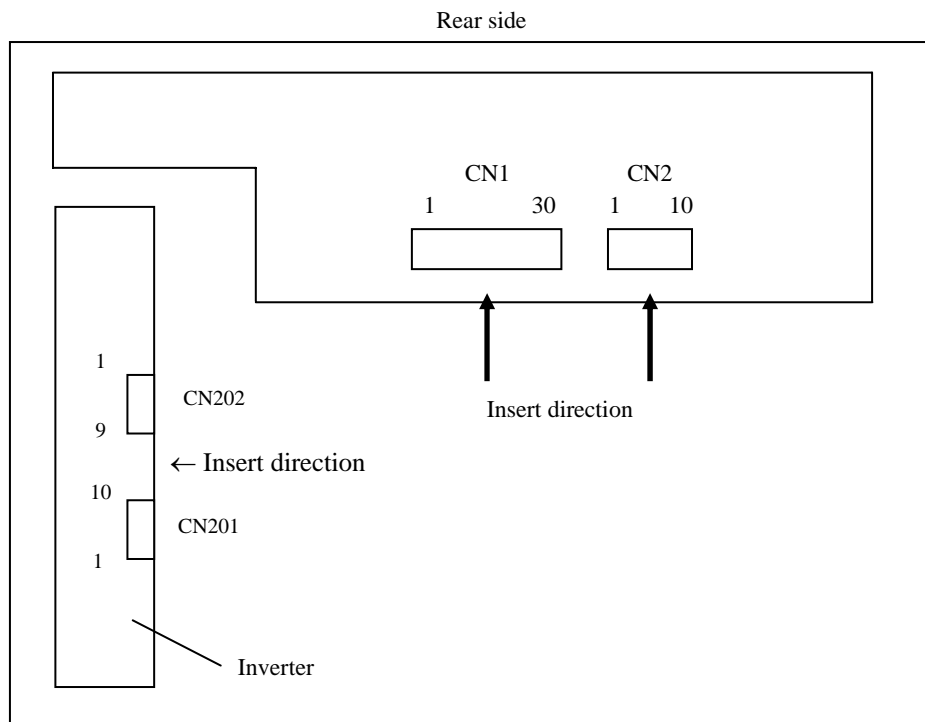 Rear side
CN1 CN2
1 30 1 10
1
CN202
9
Insert direction
← Insert direction
10
CN201
1
Inverter